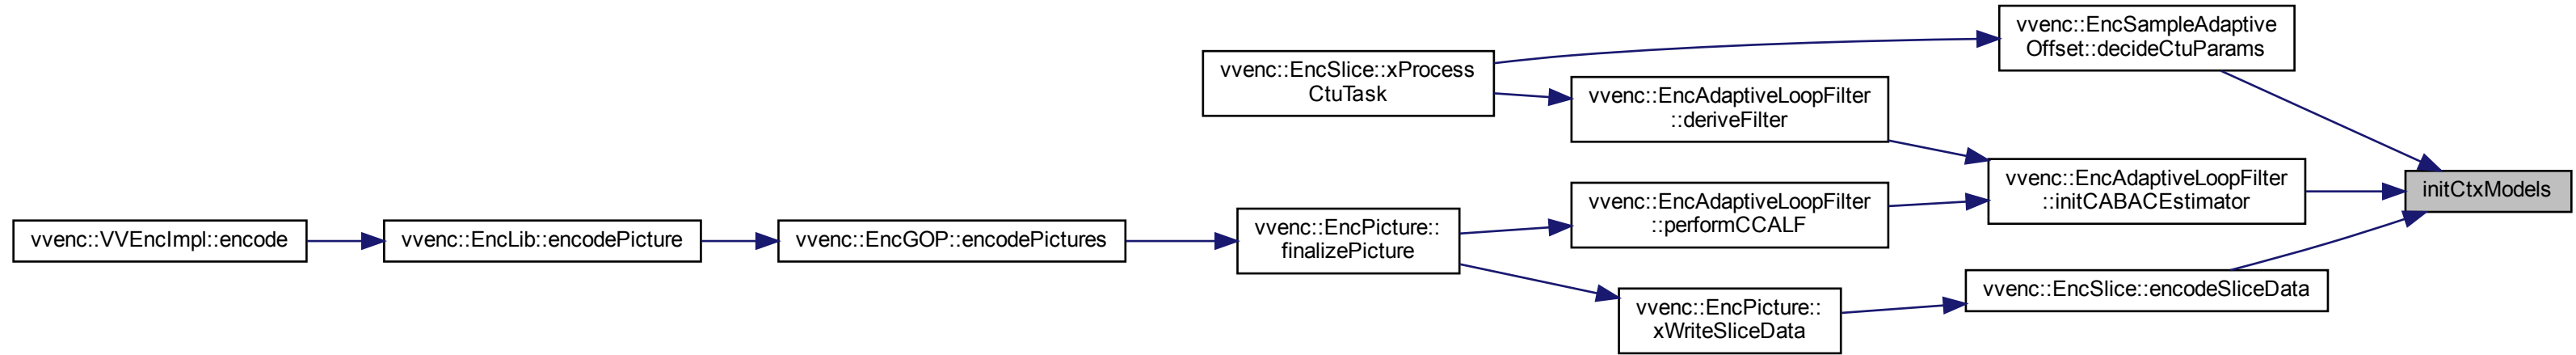 vvenc::EncSampleAdaptive
Offset::decideCtuParams
vvenc::EncSlice::xProcess
CtuTask
vvenc::EncAdaptiveLoopFilter
::deriveFilter
vvenc::EncAdaptiveLoopFilter
::initCABACEstimator
initCtxModels
vvenc::EncAdaptiveLoopFilter
::performCCALF
vvenc::VVEncImpl::encode
vvenc::EncLib::encodePicture
vvenc::EncGOP::encodePictures
vvenc::EncPicture::
finalizePicture
vvenc::EncSlice::encodeSliceData
vvenc::EncPicture::
xWriteSliceData